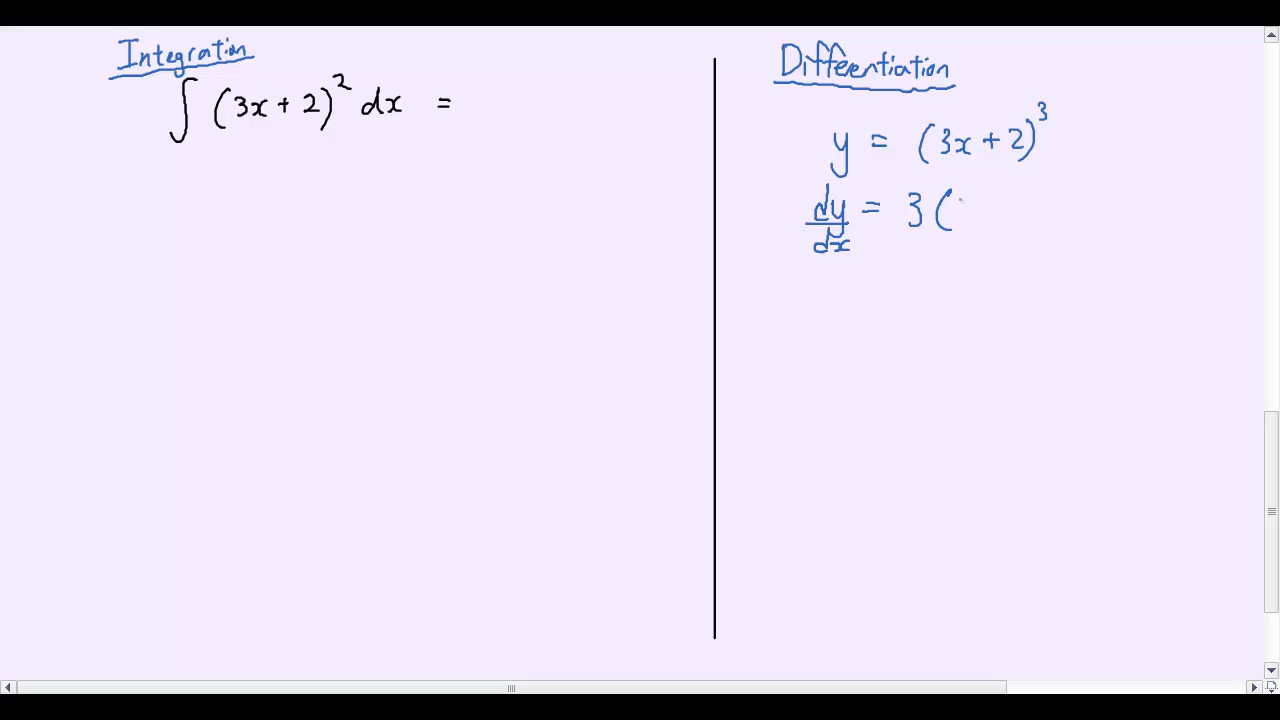 Integration
∫ (3x + 2)² dx =
Differentiation
y = (3x + 2)³
dy/dx = 3 (